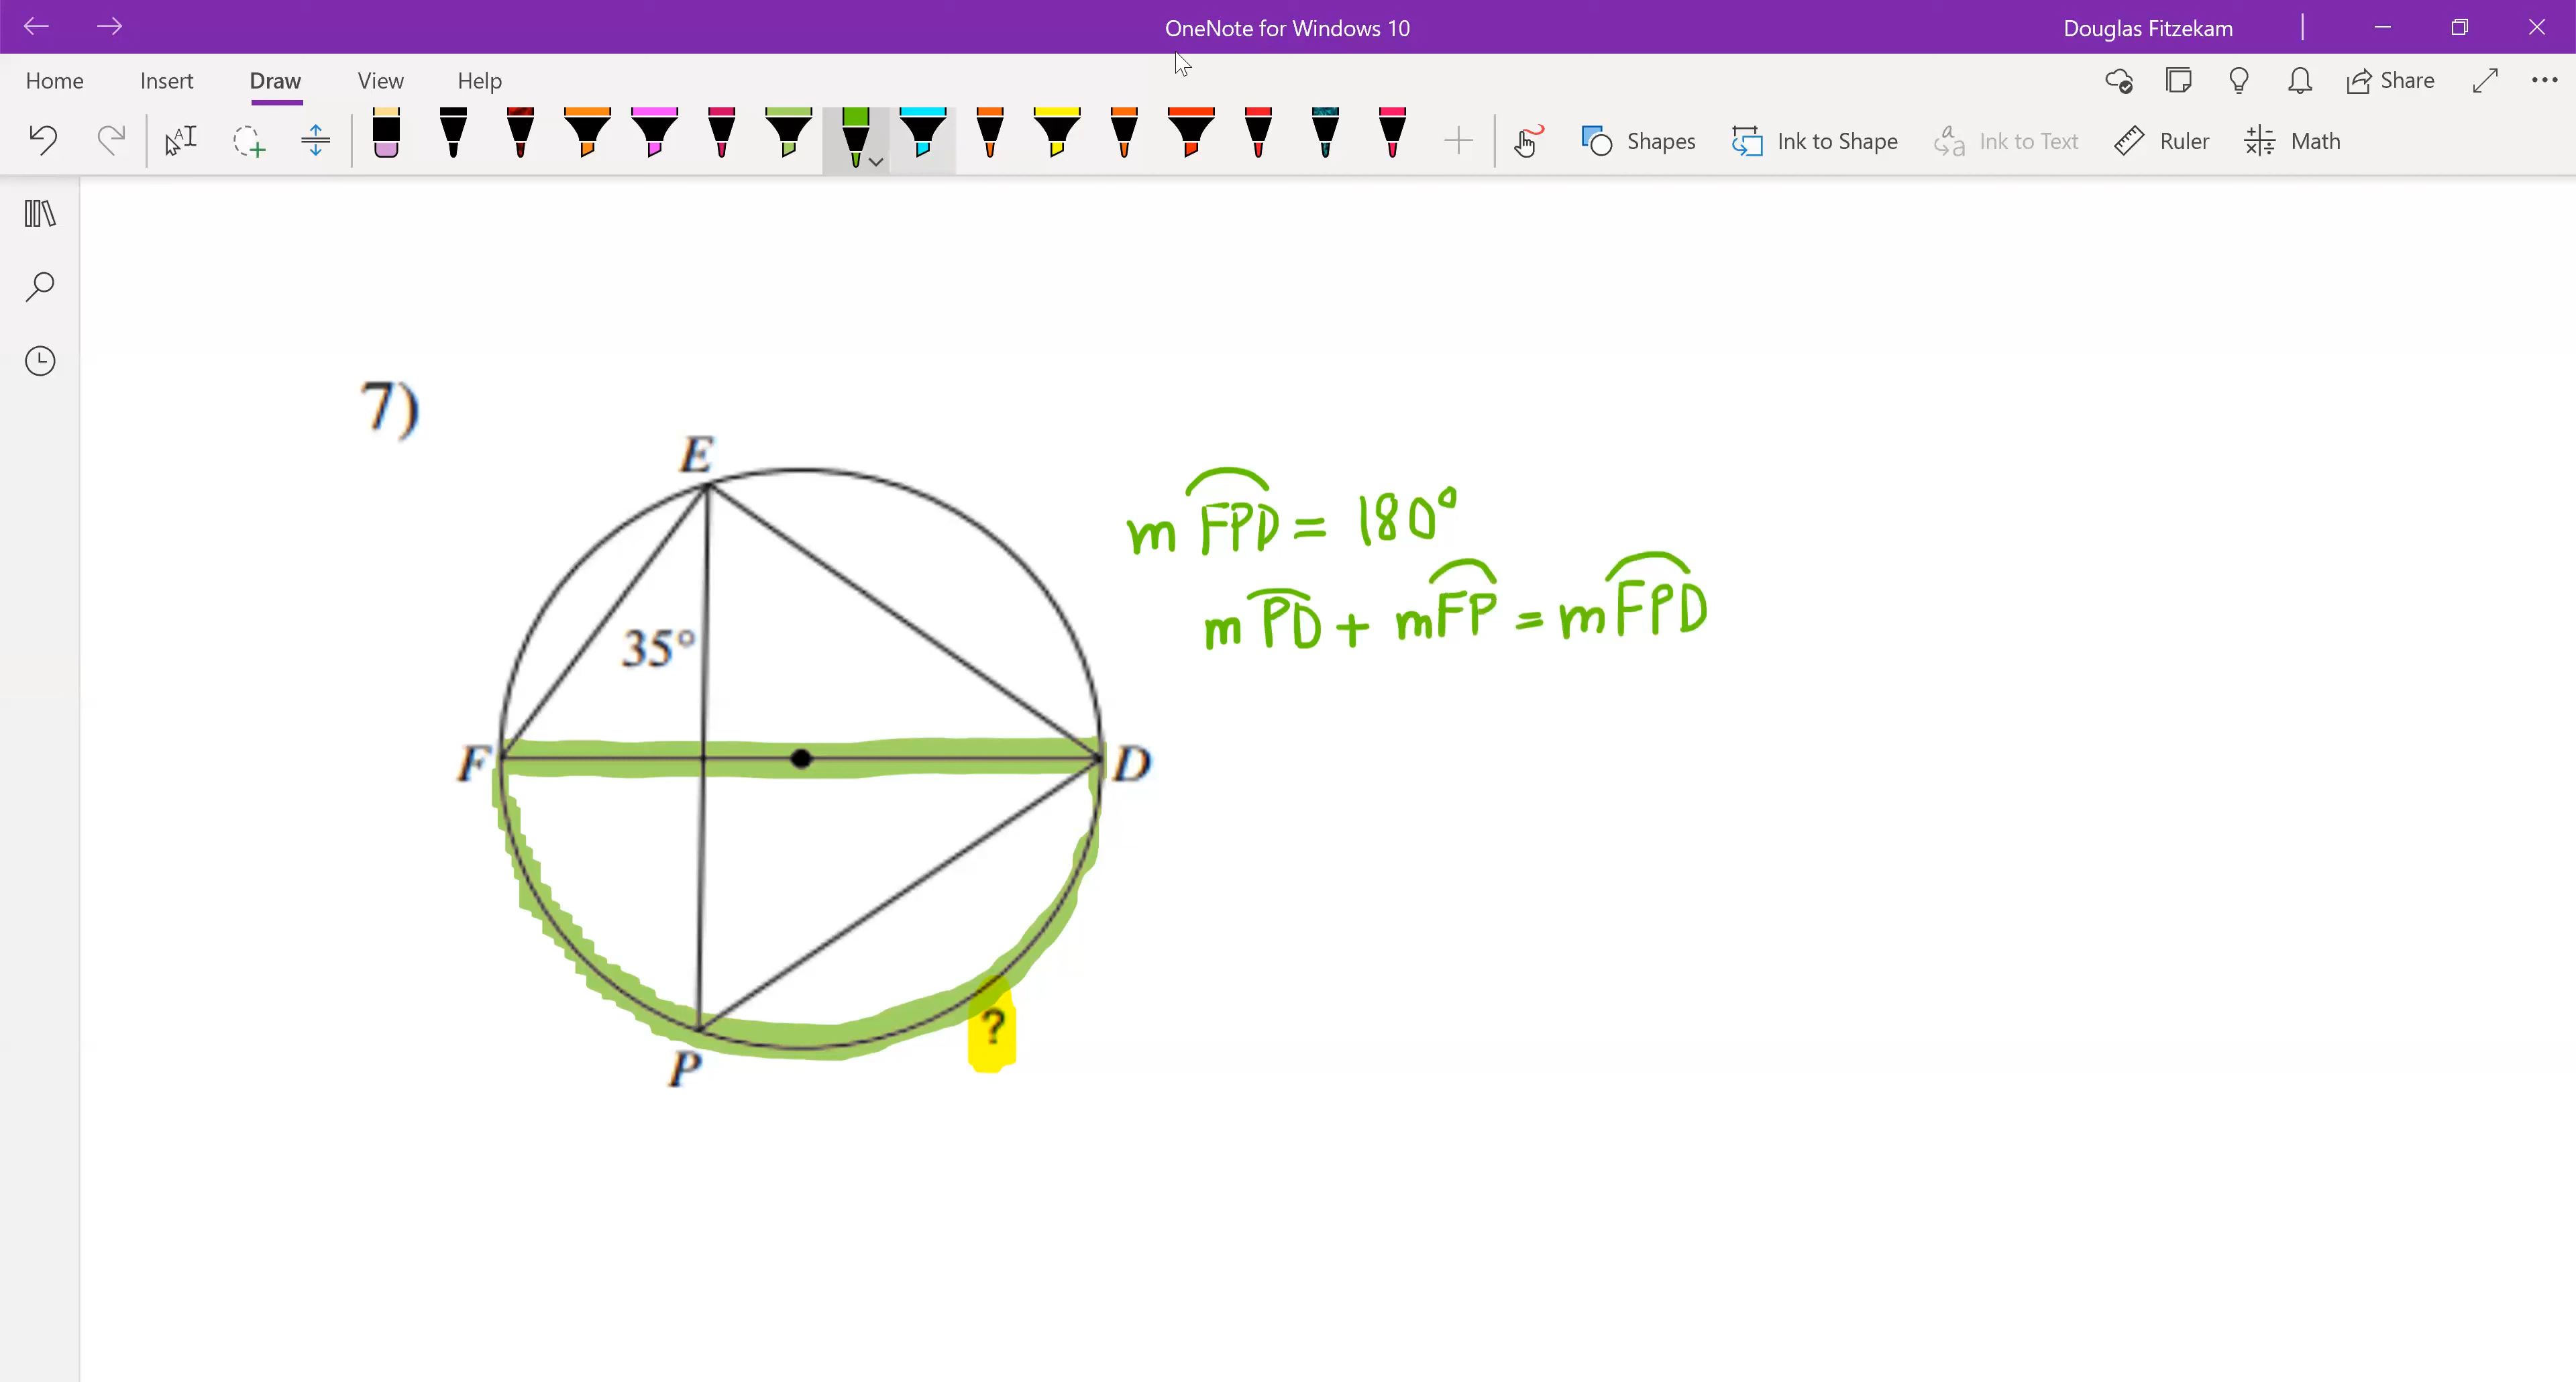 OneNote for Windows 10
Douglas Fitzekam
Home Insert Draw View Help
Share
Shapes Ink to Shape Ink to Text Ruler Math
7)
E
m FPD = 180°
m PD + m FP = m FPD
35°
F
D
?
P